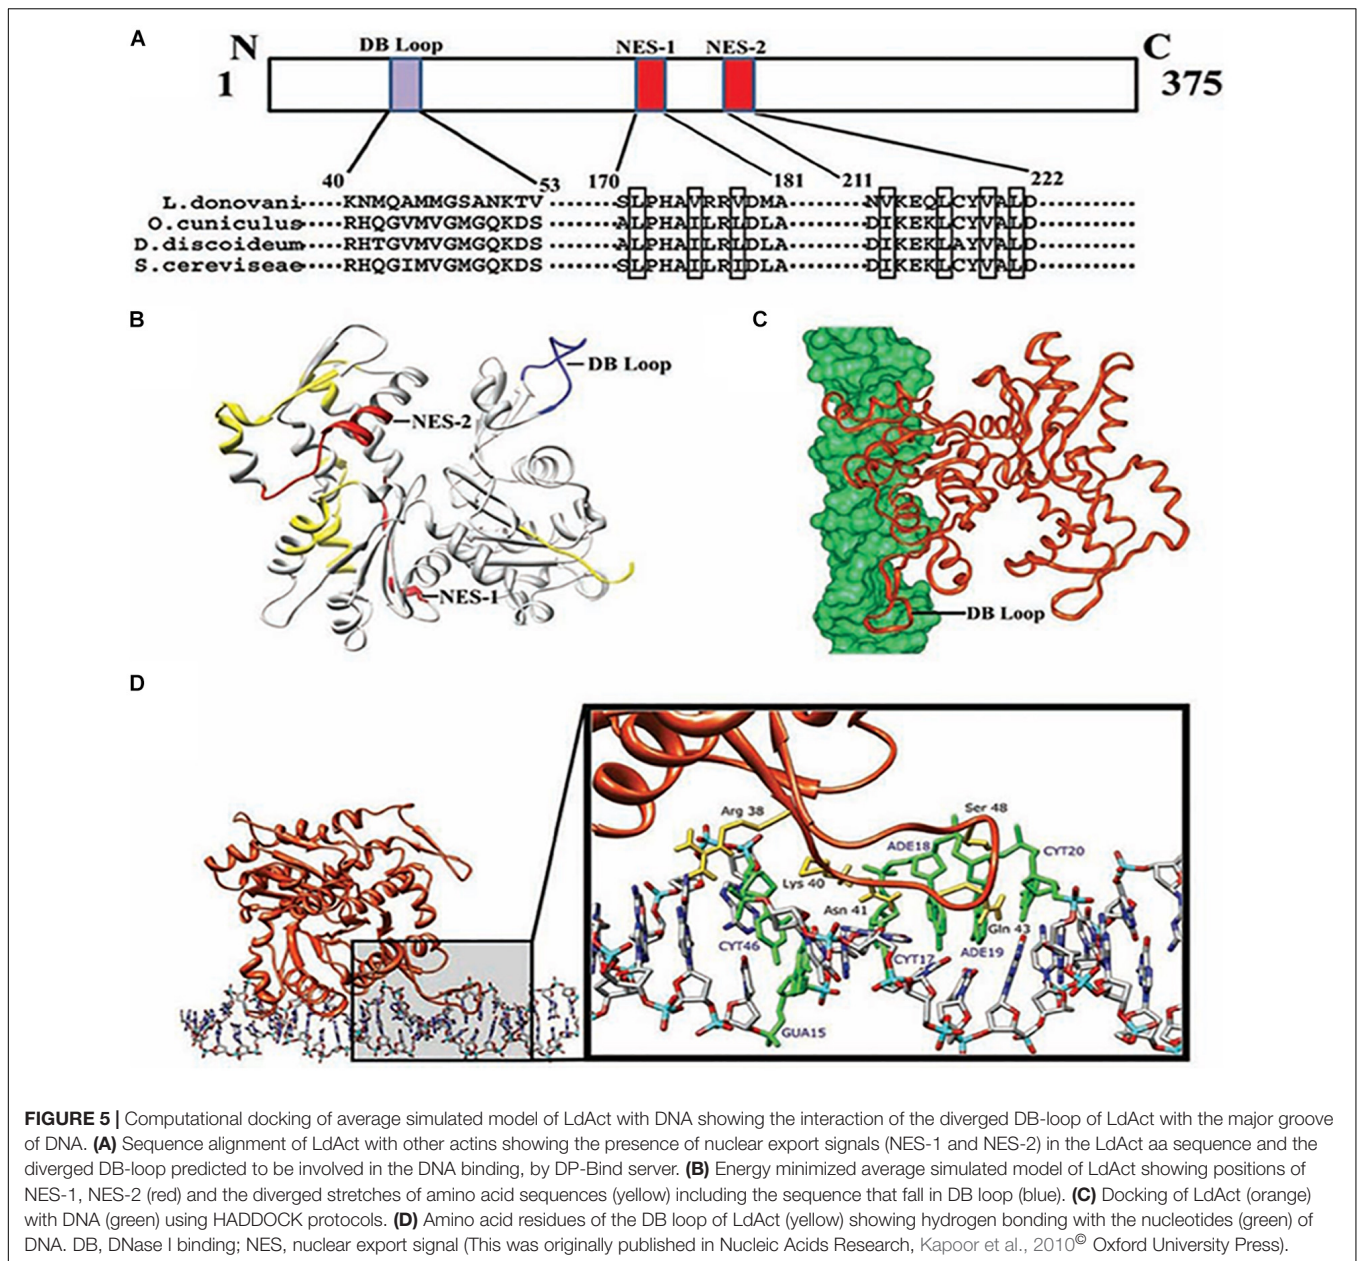 A
N
DB Loop
NES-1
NES-2
C
1
375
40
53
170
181
211
222
L.donovani·····KNMQAMMGSANKTV········SLPHAVRRVDMA·········NVKEQLCYVALD···········
O.cuniculus·····RHQGVMVGMGQKDS········ALPHAILRLDLA·········DIKEKLCYVALD···········
D.discoideum·····RHTGVMVGMGQKDS········ALPHAILRLDLA·········DIKEKLAYVALD···········
S.cereviseae·····RHQGIMVGMGQKDS········SLPHAILRIDLA·········DIKEKLCYVALD···········
B
DB Loop
NES-2
NES-1
C
DB Loop
D
Arg 38
Ser 48
ADE18
CYT20
Lys 40
Asn 41
Gln 43
CYT46
CYT17
ADE19
GUA15
FIGURE 5 | Computational docking of average simulated model of LdAct with DNA showing the interaction of the diverged DB-loop of LdAct with the major groove
of DNA. (A) Sequence alignment of LdAct with other actins showing the presence of nuclear export signals (NES-1 and NES-2) in the LdAct aa sequence and the
diverged DB-loop predicted to be involved in the DNA binding, by DP-Bind server. (B) Energy minimized average simulated model of LdAct showing positions of
NES-1, NES-2 (red) and the diverged stretches of amino acid sequences (yellow) including the sequence that fall in DB loop (blue). (C) Docking of LdAct (orange)
with DNA (green) using HADDOCK protocols. (D) Amino acid residues of the DB loop of LdAct (yellow) showing hydrogen bonding with the nucleotides (green) of
DNA. DB, DNase I binding; NES, nuclear export signal (This was originally published in Nucleic Acids Research, Kapoor et al., 2010© Oxford University Press).